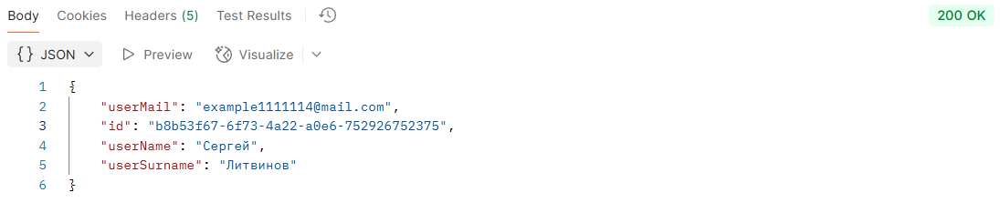 Body Cookies Headers (5) Test Results 200 OK
{} JSON Preview Visualize
1 {
2 "userMail": "example1111114@mail.com",
3 "id": "b8b53f67-6f73-4a22-a0e6-752926752375",
4 "userName": "Сергей",
5 "userSurname": "Литвинов"
6 }